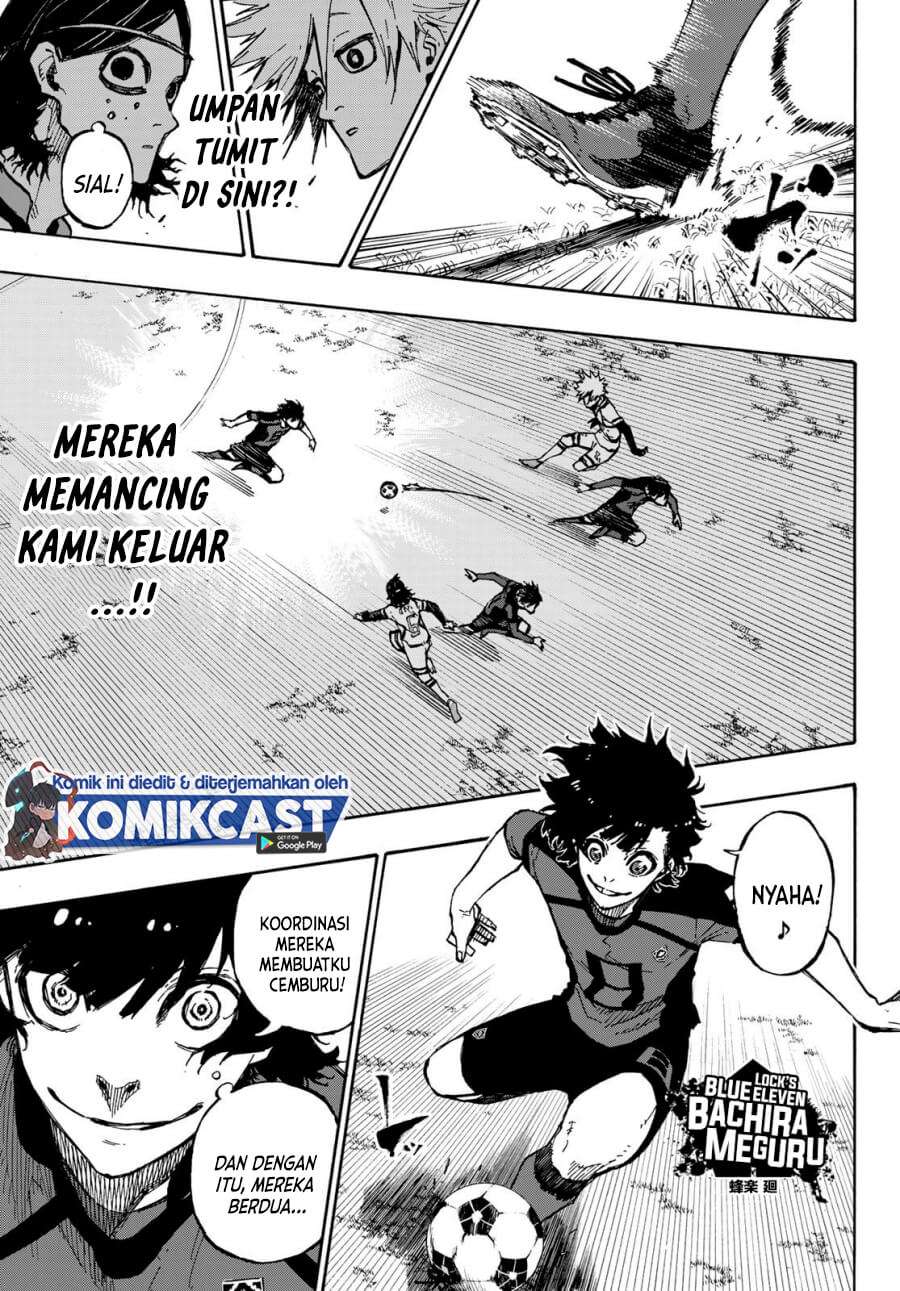 UMPAN
TUMIT
DI SINI?!
SIAL!
MEREKA
MEMANCING
KAMI KELUAR
...!!
Komik ini diedit & diterjemahkan oleh
KOMIKCAST
GET IT ON
Google Play
NYAHA!
♪
KOORDINASI
MEREKA
MEMBUATKU
CEMBURU!
LOCK'S
BLUE ELEVEN
BACHIRA
MEGURU
蜂楽 廻
DAN DENGAN
ITU, MEREKA
BERDUA...